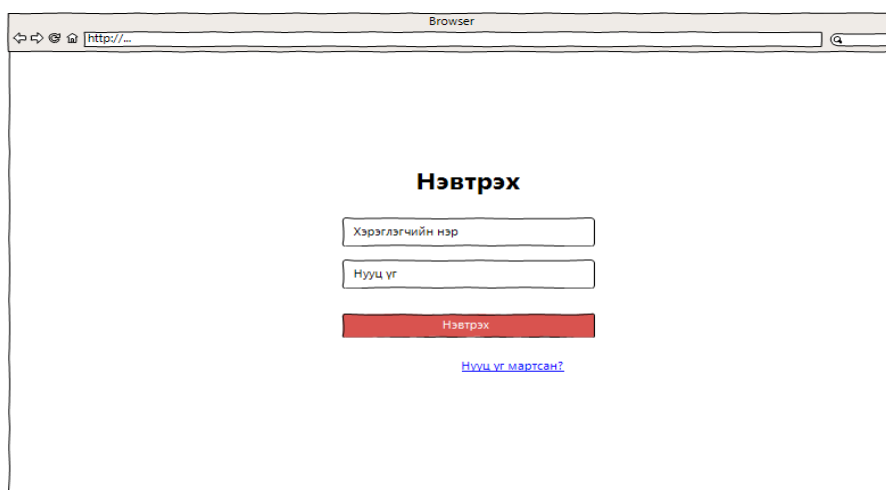 Browser
http://...
Нэвтрэх
Хэрэглэгчийн нэр
Нууц үг
Нэвтрэх
Нууц үг мартсан?